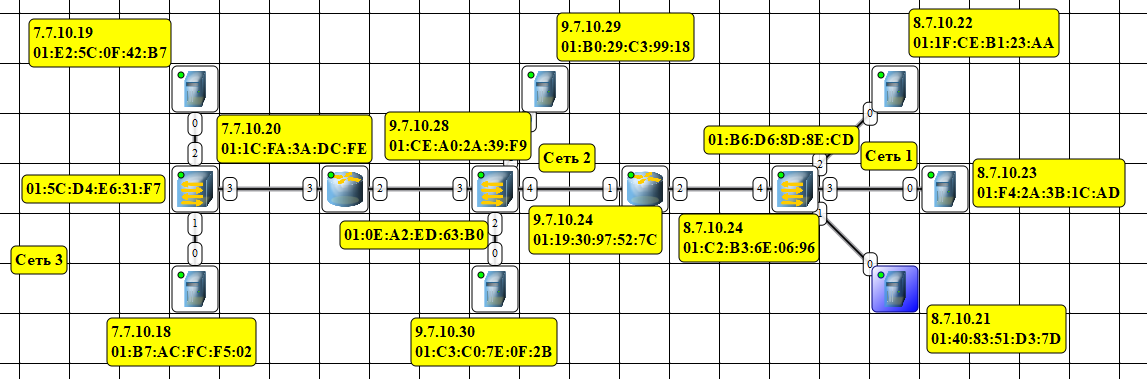 7.7.10.19
01:E2:5C:0F:42:B7
9.7.10.29
01:B0:29:C3:99:18
8.7.10.22
01:1F:CE:B1:23:AA
0
2
7.7.10.20
01:1C:FA:3A:DC:FE
9.7.10.28
01:CE:A0:2A:39:F9
0
01:B6:D6:8D:8E:CD
2
Сеть 2
Сеть 1
01:5C:D4:E6:31:F7
3
3
2
3
4
1
2
4
3
0
8.7.10.23
01:F4:2A:3B:1C:AD
1
0
01:0E:A2:ED:63:B0
2
0
9.7.10.24
01:19:30:97:52:7C
8.7.10.24
01:C2:B3:6E:06:96
1
0
Сеть 3
7.7.10.18
01:B7:AC:FC:F5:02
9.7.10.30
01:C3:C0:7E:0F:2B
8.7.10.21
01:40:83:51:D3:7D